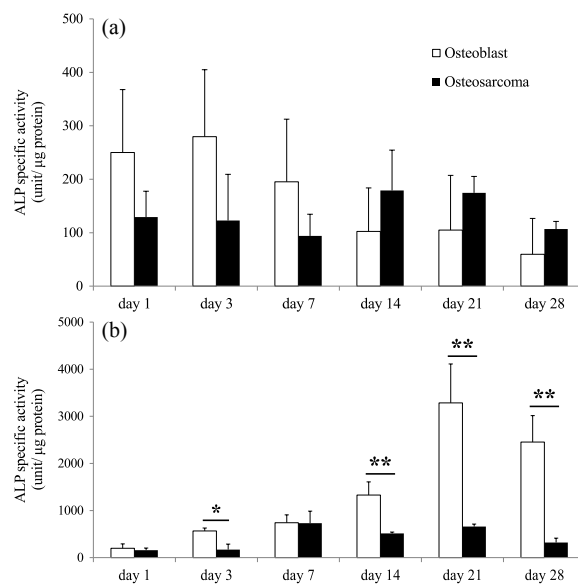 (a)
500
400
300
200
100
0
ALP specific activity
(unit/ μg protein)
Osteoblast
Osteosarcoma
day 1 day 3 day 7 day 14 day 21 day 28
(b)
5000
4000
3000
2000
1000
0
ALP specific activity
(unit/ μg protein)
*
**
**
**
day 1 day 3 day 7 day 14 day 21 day 28